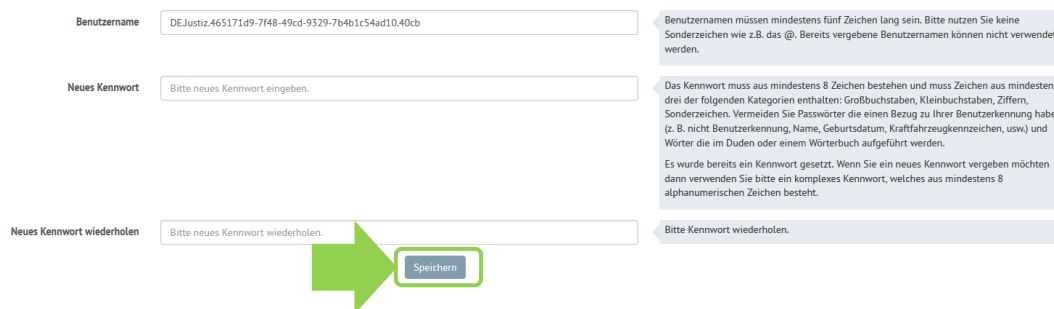 Benutzername
DEJustiz.465171d9-7f48-49cd-9329-7b4b1c54ad10.40cb
Benutzernamen müssen mindestens fünf Zeichen lang sein. Bitte nutzen Sie keine
Sonderzeichen wie z.B. das @. Bereits vergebene Benutzernamen können nicht verwendet
werden.
Neues Kennwort
Bitte neues Kennwort eingeben.
Das Kennwort muss aus mindestens 8 Zeichen bestehen und muss Zeichen aus mindesten
drei der folgenden Kategorien enthalten: Großbuchstaben, Kleinbuchstaben, Ziffern,
Sonderzeichen. Vermeiden Sie Passwörter die einen Bezug zu Ihrer Benutzerkennung habe
(z. B. nicht Benutzerkennung, Name, Geburtsdatum, Kraftfahrzeugkennzeichen, usw.) und
Wörter die im Duden oder einem Wörterbuch aufgeführt werden.
Es wurde bereits ein Kennwort gesetzt. Wenn Sie ein neues Kennwort vergeben möchten
dann verwenden Sie bitte ein komplexes Kennwort, welches aus mindestens 8
alphanumerischen Zeichen besteht.
Neues Kennwort wiederholen
Bitte neues Kennwort wiederholen.
Bitte Kennwort wiederholen.
Speichern